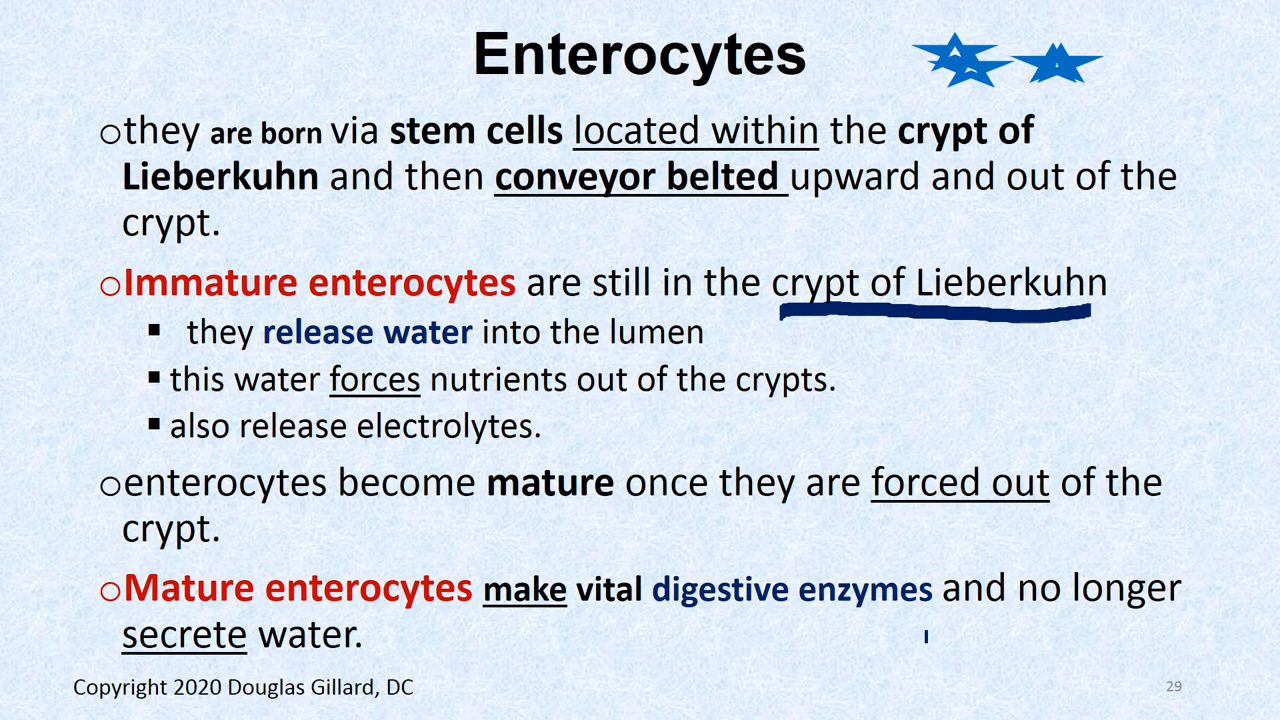 Enterocytes
othey are born via stem cells located within the crypt of
Lieberkuhn and then conveyor belted upward and out of the
crypt.
oImmature enterocytes are still in the crypt of Lieberkuhn
▪ they release water into the lumen
▪ this water forces nutrients out of the crypts.
▪ also release electrolytes.
oenterocytes become mature once they are forced out of the
crypt.
oMature enterocytes make vital digestive enzymes and no longer
secrete water.
Copyright 2020 Douglas Gillard, DC
29